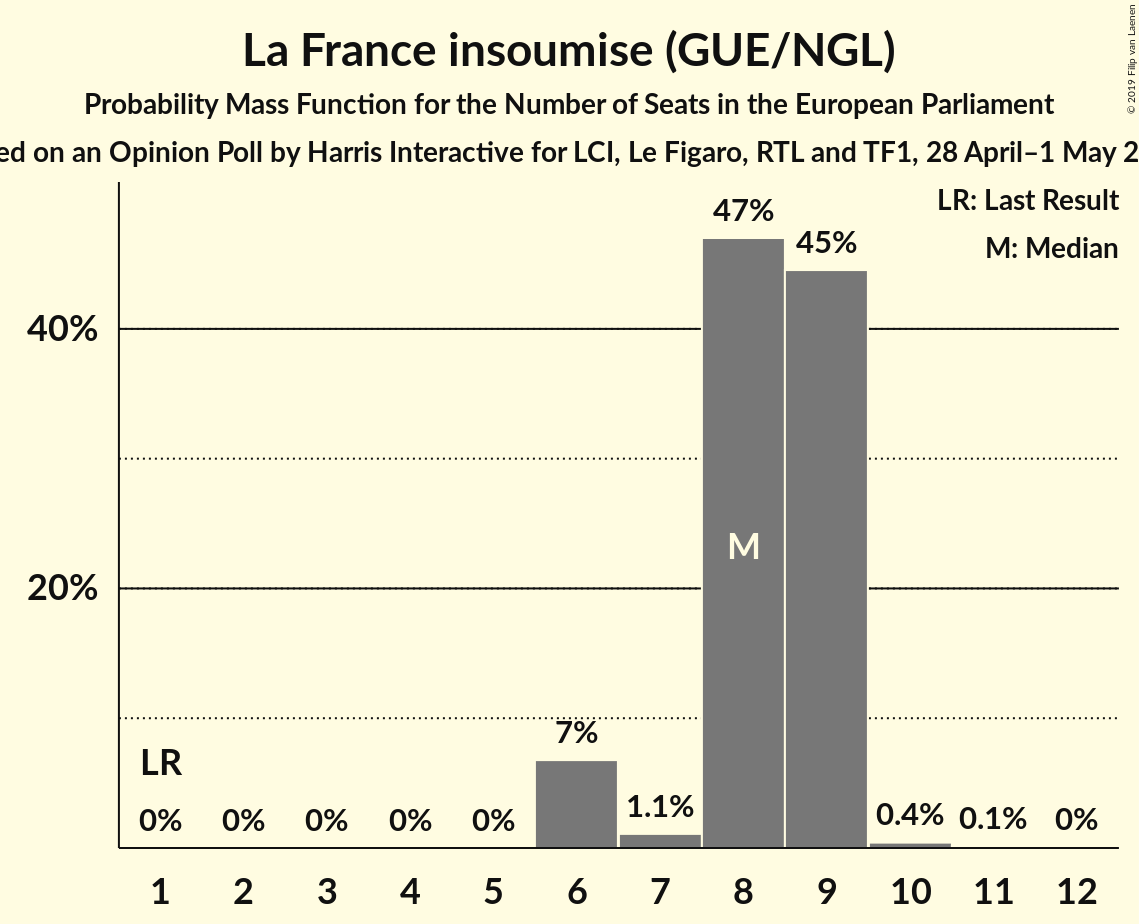 La France insoumise (GUE/NGL)
Probability Mass Function for the Number of Seats in the European Parliament
ed on an Opinion Poll by Harris Interactive for LCI, Le Figaro, RTL and TF1, 28 April–1 May 2
© 2019 Filip van Laenen
LR: Last Result
M: Median
47%
45%
40%
M
20%
7%
LR
1.1%
0% 0% 0% 0% 0% 0.4% 0.1% 0%
1 2 3 4 5 6 7 8 9 10 11 12